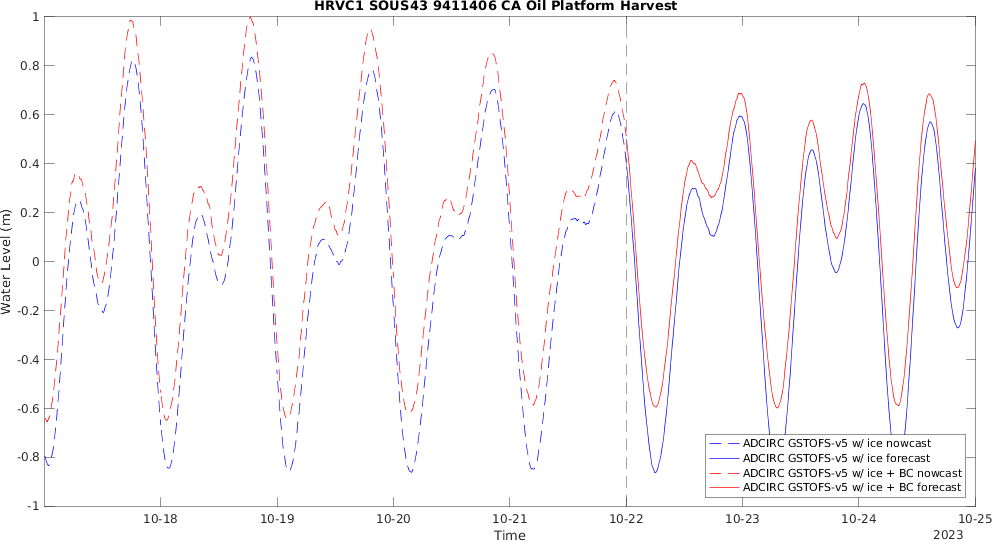 HRVC1 SOUS43 9411406 CA Oil Platform Harvest
1
0.8
0.6
0.4
0.2
0
-0.2
-0.4
-0.6
-0.8
-1
Water Level (m)
ADCIRC GSTOFS-v5 w/ ice nowcast
ADCIRC GSTOFS-v5 w/ ice forecast
ADCIRC GSTOFS-v5 w/ ice + BC nowcast
ADCIRC GSTOFS-v5 w/ ice + BC forecast
10-18 10-19 10-20 10-21 10-22 10-23 10-24 10-25
Time
2023